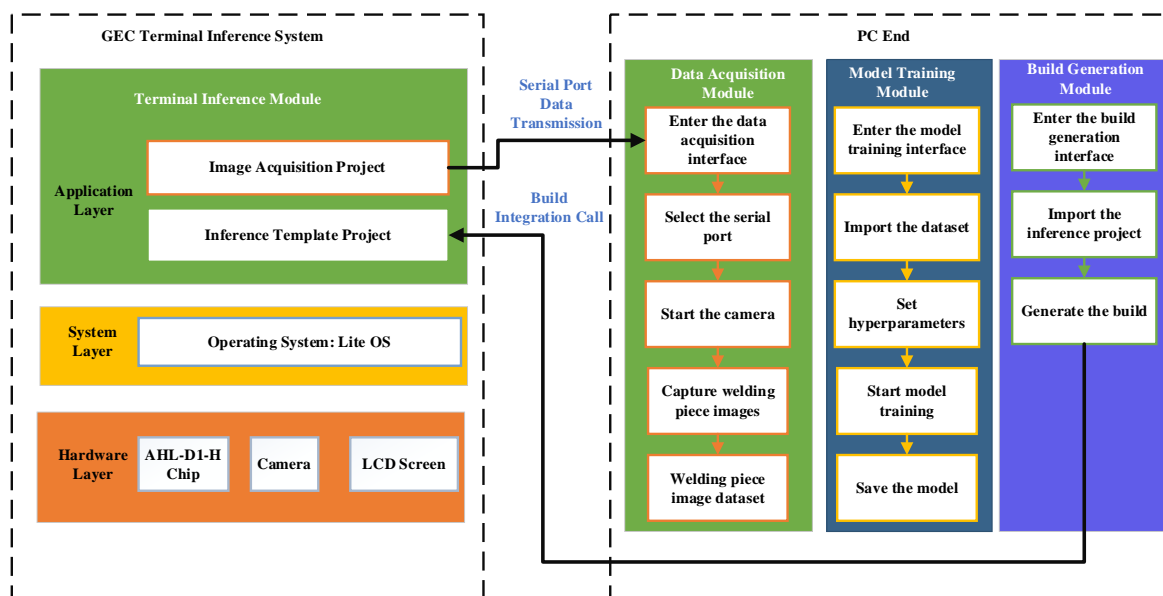 GEC Terminal Inference System
Terminal Inference Module
Application
Layer
Image Acquisition Project
Inference Template Project
System
Layer
Operating System: Lite OS
Hardware
Layer
AHL-D1-H
Chip
Camera
LCD Screen
Serial Port
Data
Transmission
Build
Integration Call
PC End
Data Acquisition
Module
Enter the data
acquisition
interface
Select the serial
port
Start the camera
Capture welding
piece images
Welding piece
image dataset
Model Training
Module
Enter the model
training interface
Import the dataset
Set
hyperparameters
Start model
training
Save the model
Build Generation
Module
Enter the build
generation
interface
Import the
inference project
Generate the build